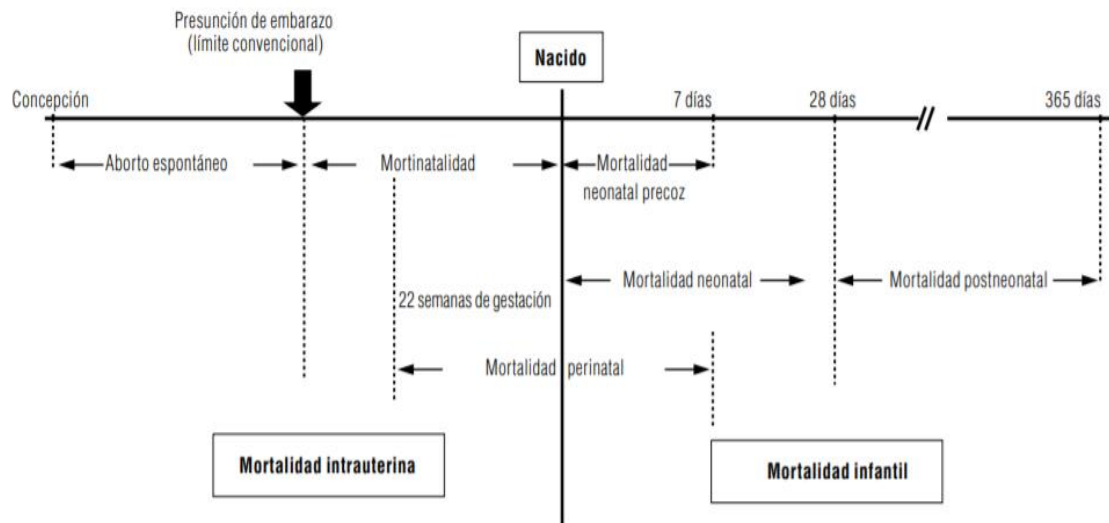 Presunción de embarazo
(límite convencional)
Nacido
Concepción
7 días
28 días
365 días
Aborto espontáneo
Mortinatalidad
Mortalidad
neonatal precoz
Mortalidad neonatal
Mortalidad postneonatal
22 semanas de gestación
Mortalidad perinatal
Mortalidad intrauterina
Mortalidad infantil